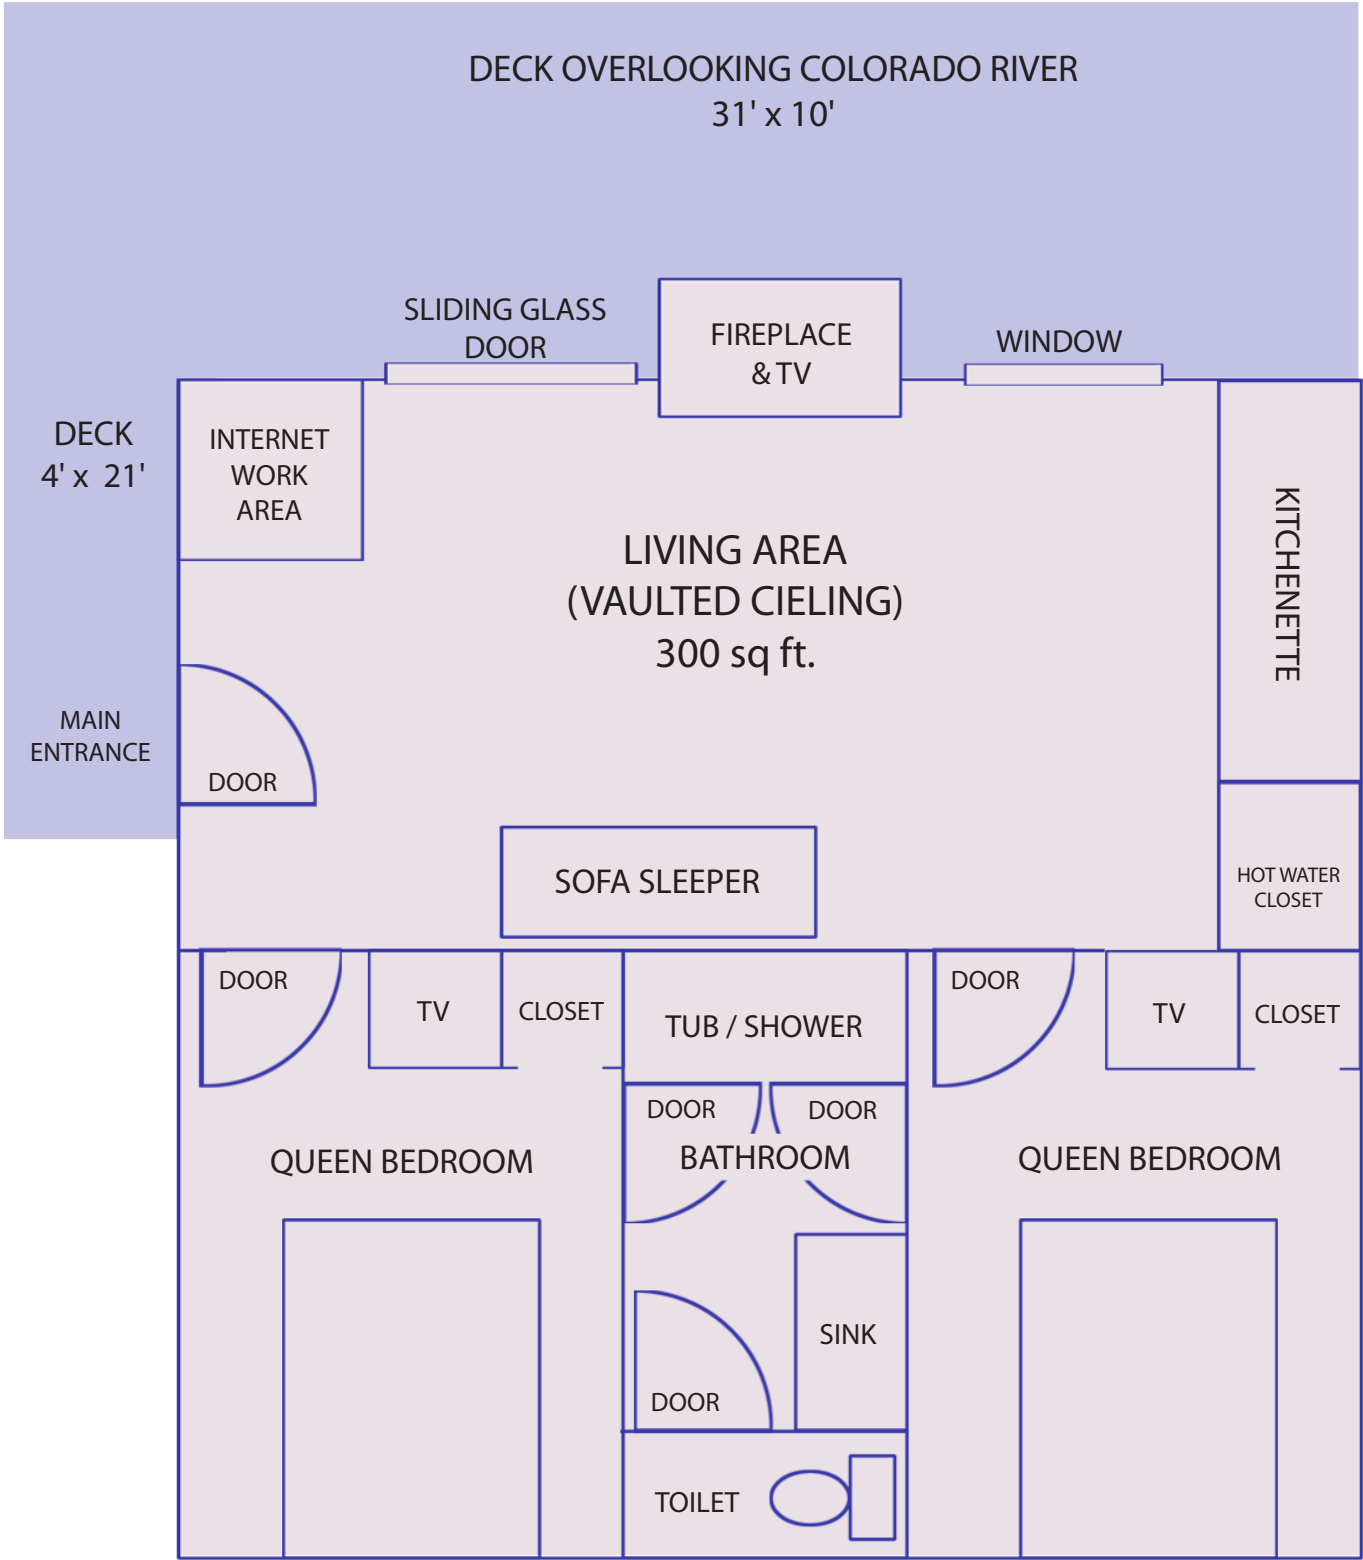 DECK OVERLOOKING COLORADO RIVER
31' x 10'
SLIDING GLASS
DOOR
FIREPLACE
& TV
WINDOW
DECK
4' x 21'
INTERNET
WORK
AREA
LIVING AREA
(VAULTED CIELING)
300 sq ft.
KITCHENETTE
MAIN
ENTRANCE
DOOR
SOFA SLEEPER
HOT WATER
CLOSET
DOOR
TV
CLOSET
TUB / SHOWER
DOOR
TV
CLOSET
DOOR
DOOR
QUEEN BEDROOM
BATHROOM
QUEEN BEDROOM
SINK
DOOR
TOILET